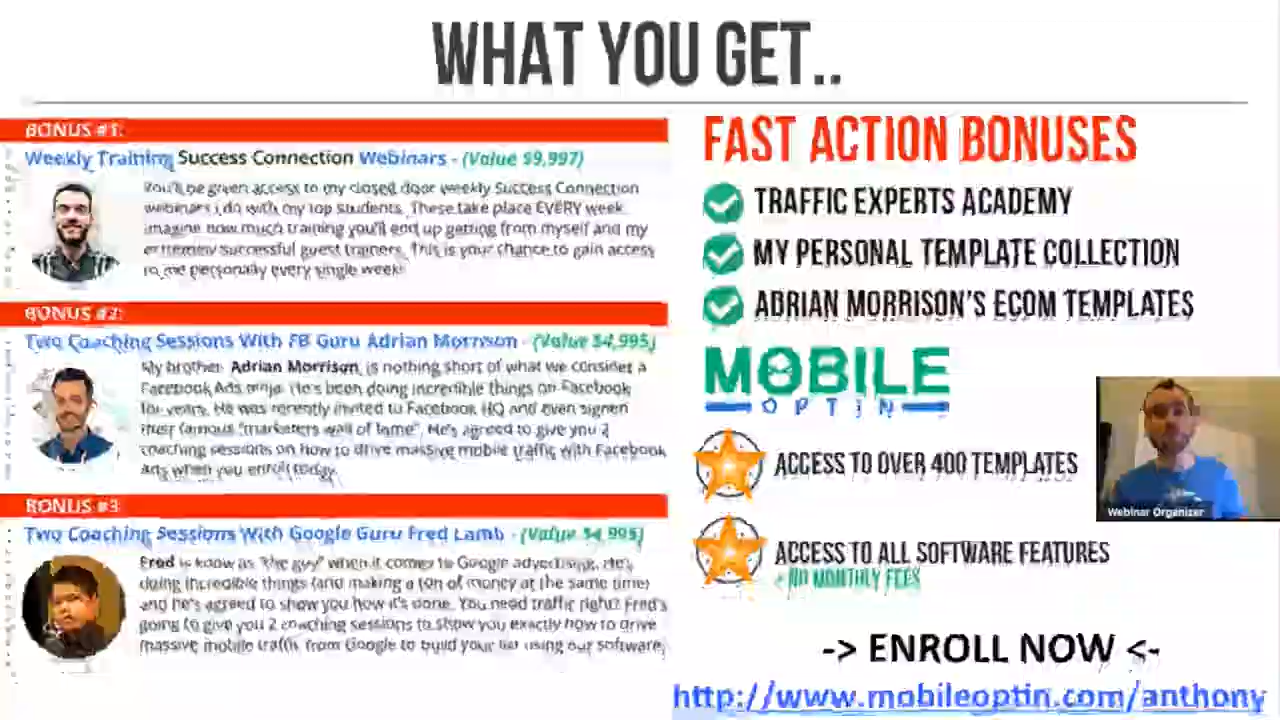 WHAT YOU GET..
BONUS #1:
Weekly Training Success Connection Webinars - (Value $9,997)
You'll be given access to my closed door weekly Success Connection
webinars I do with my top students. These take place EVERY week.
Imagine how much training you'll end up getting from myself and my
extremely successful guest trainers. This is your chance to gain access
to me personally every single week!
BONUS #2:
Two Coaching Sessions With FB Guru Adrian Morrison - (Value $4,995)
My brother Adrian Morrison, is nothing short of what we consider a
Facebook Ads ninja. He's been doing incredible things on Facebook
for years. He was recently invited to Facebook HQ and even signed
their famous "marketers wall of fame". He's agreed to give you 2
coaching sessions on how to drive massive mobile traffic with Facebook
Ads when you enroll today.
BONUS #3
Two Coaching Sessions With Google Guru Fred Lamb - (Value $4,995)
Fred is know as "the guy" when it comes to Google advertising. He's
doing incredible things (and making a ton of money at the same time)
and he's agreed to show you how it's done. You need traffic right? Fred's
going to give you 2 coaching sessions to show you exactly how to drive
massive mobile traffic from Google to build your list using our software.
FAST ACTION BONUSES
TRAFFIC EXPERTS ACADEMY
MY PERSONAL TEMPLATE COLLECTION
ADRIAN MORRISON'S ECOM TEMPLATES
MOBILE
OPTIN
ACCESS TO OVER 400 TEMPLATES
ACCESS TO ALL SOFTWARE FEATURES
- NO MONTHLY FEES
Webinar Organizer
-> ENROLL NOW <-
http://www.mobileoptin.com/anthony